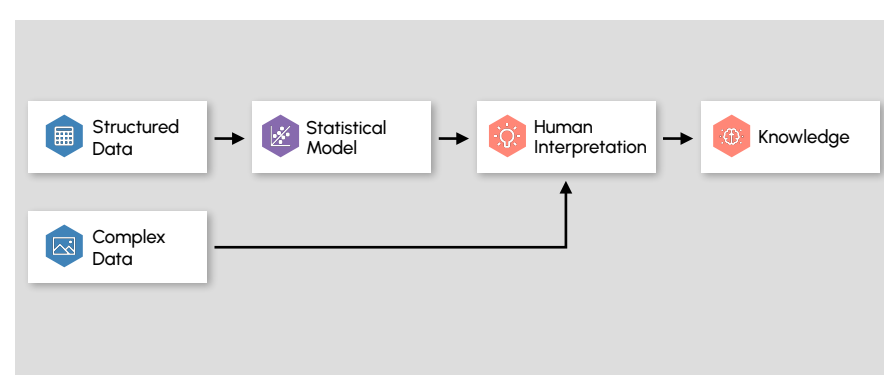 Structured
Data
Statistical
Model
Human
Interpretation
Knowledge
Complex
Data